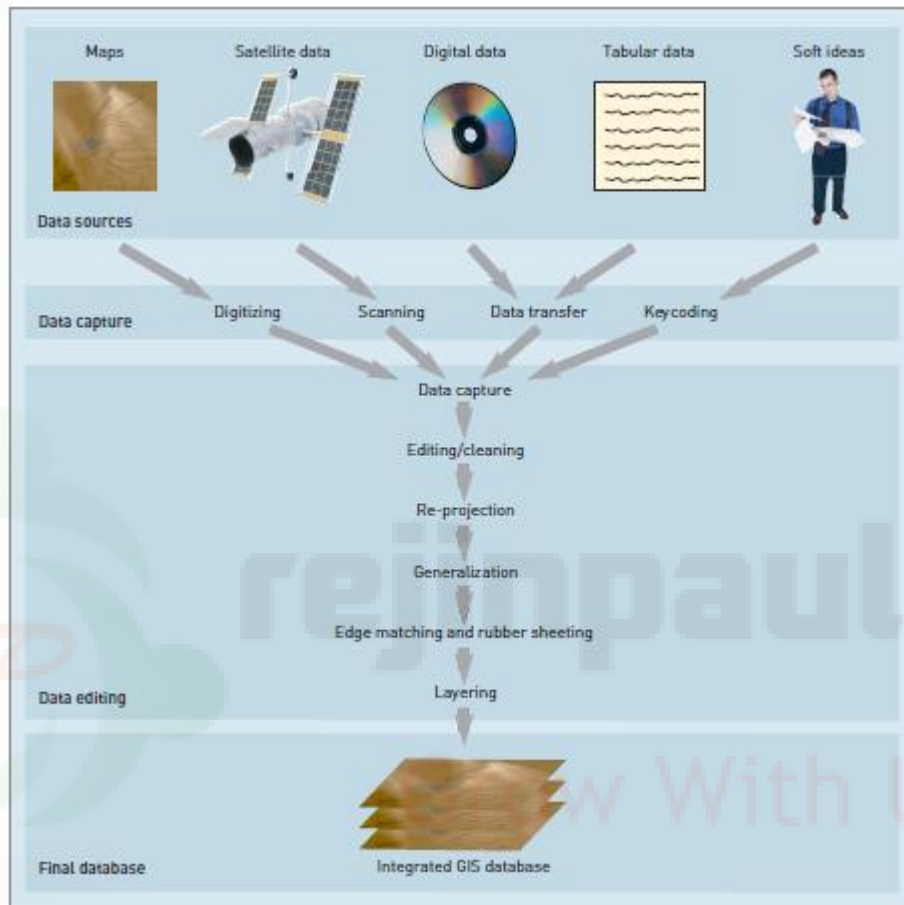 Maps Satellite data Digital data Tabular data Soft ideas
Data sources
Data capture Digitizing Scanning Data transfer Keycoding
Data capture
Editing/cleaning
Re-projection
Generalization
rejinpaul
Edge matching and rubber sheeting
Data editing Layering
With
Final database Integrated GIS database